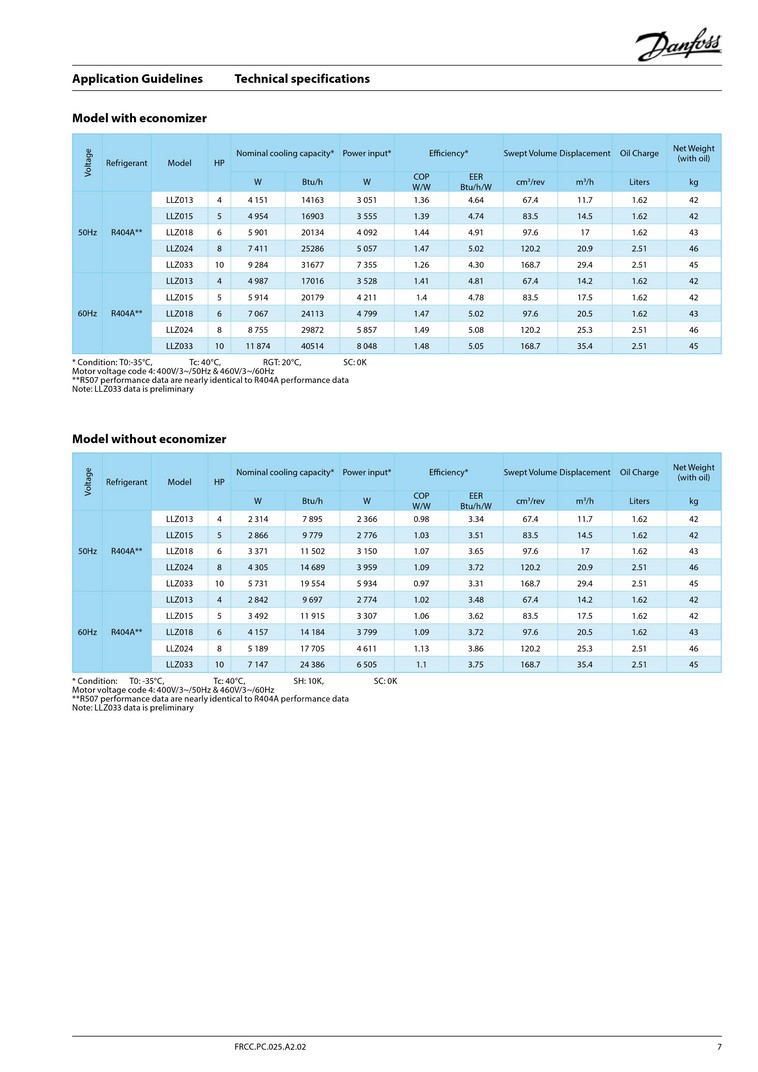 Danfoss
Application Guidelines Technical specifications
Model with economizer
Voltage Refrigerant Model HP Nominal cooling capacity* Power input* Efficiency* Swept Volume Displacement Oil Charge Net Weight (with oil)
W Btu/h W COP W/W EER Btu/h/W cm³/rev m³/h Liters kg
LLZ013 4 4 151 14163 3 051 1.36 4.64 67.4 11.7 1.62 42
LLZ015 5 4 954 16903 3 555 1.39 4.74 83.5 14.5 1.62 42
50Hz R404A** LLZ018 6 5 901 20134 4 092 1.44 4.91 97.6 17 1.62 43
LLZ024 8 7 411 25286 5 057 1.47 5.02 120.2 20.9 2.51 46
LLZ033 10 9 284 31677 7 355 1.26 4.30 168.7 29.4 2.51 45
LLZ013 4 4 987 17016 3 528 1.41 4.81 67.4 14.2 1.62 42
LLZ015 5 5 914 20179 4 211 1.4 4.78 83.5 17.5 1.62 42
60Hz R404A** LLZ018 6 7 067 24113 4 799 1.47 5.02 97.6 20.5 1.62 43
LLZ024 8 8 755 29872 5 857 1.49 5.08 120.2 25.3 2.51 46
LLZ033 10 11 874 40514 8 048 1.48 5.05 168.7 35.4 2.51 45
* Condition: T0:-35°C, Tc: 40°C, RGT: 20°C, SC: 0K
Motor voltage code 4: 400V/3~/50Hz & 460V/3~/60Hz
**R507 performance data are nearly identical to R404A performance data
Note: LLZ033 data is preliminary
Model without economizer
Voltage Refrigerant Model HP Nominal cooling capacity* Power input* Efficiency* Swept Volume Displacement Oil Charge Net Weight (with oil)
W Btu/h W COP W/W EER Btu/h/W cm³/rev m³/h Liters kg
LLZ013 4 2 314 7 895 2 366 0.98 3.34 67.4 11.7 1.62 42
LLZ015 5 2 866 9 779 2 776 1.03 3.51 83.5 14.5 1.62 42
50Hz R404A** LLZ018 6 3 371 11 502 3 150 1.07 3.65 97.6 17 1.62 43
LLZ024 8 4 305 14 689 3 959 1.09 3.72 120.2 20.9 2.51 46
LLZ033 10 5 731 19 554 5 934 0.97 3.31 168.7 29.4 2.51 45
LLZ013 4 2 842 9 697 2 774 1.02 3.48 67.4 14.2 1.62 42
LLZ015 5 3 492 11 915 3 307 1.06 3.62 83.5 17.5 1.62 42
60Hz R404A** LLZ018 6 4 157 14 184 3 799 1.09 3.72 97.6 20.5 1.62 43
LLZ024 8 5 189 17 705 4 611 1.13 3.86 120.2 25.3 2.51 46
LLZ033 10 7 147 24 386 6 505 1.1 3.75 168.7 35.4 2.51 45
* Condition: T0: -35°C, Tc: 40°C, SH: 10K, SC: 0K
Motor voltage code 4: 400V/3~/50Hz & 460V/3~/60Hz
**R507 performance data are nearly identical to R404A performance data
Note: LLZ033 data is preliminary
FRCC.PC.025.A2.02 7